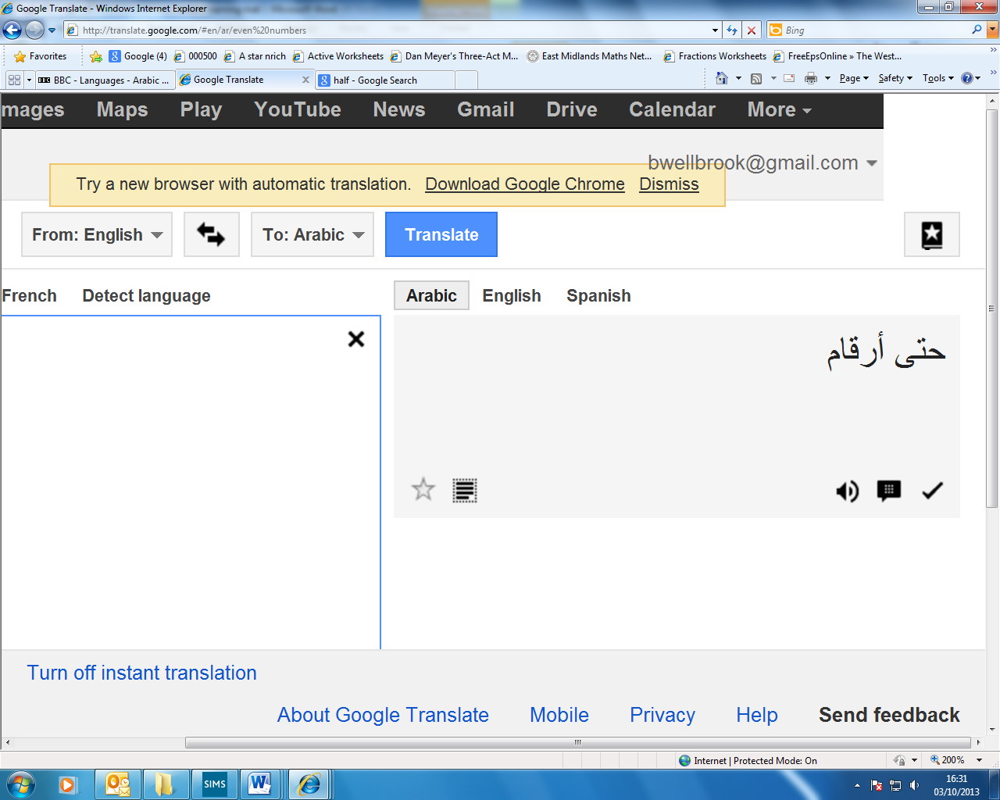 Google Translate - Windows Internet Explorer
http://translate.google.com/#en/ar/even%20numbers
Bing
Favorites
Google (4)
000500
A star nrich
Active Worksheets
Dan Meyer's Three-Act M...
East Midlands Maths Net...
Fractions Worksheets
FreeEpsOnline » The West...
BBC - Languages - Arabic ...
Google Translate
half - Google Search
Page
Safety
Tools
mages Maps Play YouTube News Gmail Drive Calendar More
bwellbrook@gmail.com
Try a new browser with automatic translation. Download Google Chrome Dismiss
From: English
To: Arabic
Translate
French Detect language
Arabic English Spanish
حتى أرقام
Turn off instant translation
About Google Translate Mobile Privacy Help Send feedback
Internet | Protected Mode: On
200%
SIMS
16:31
03/10/2013